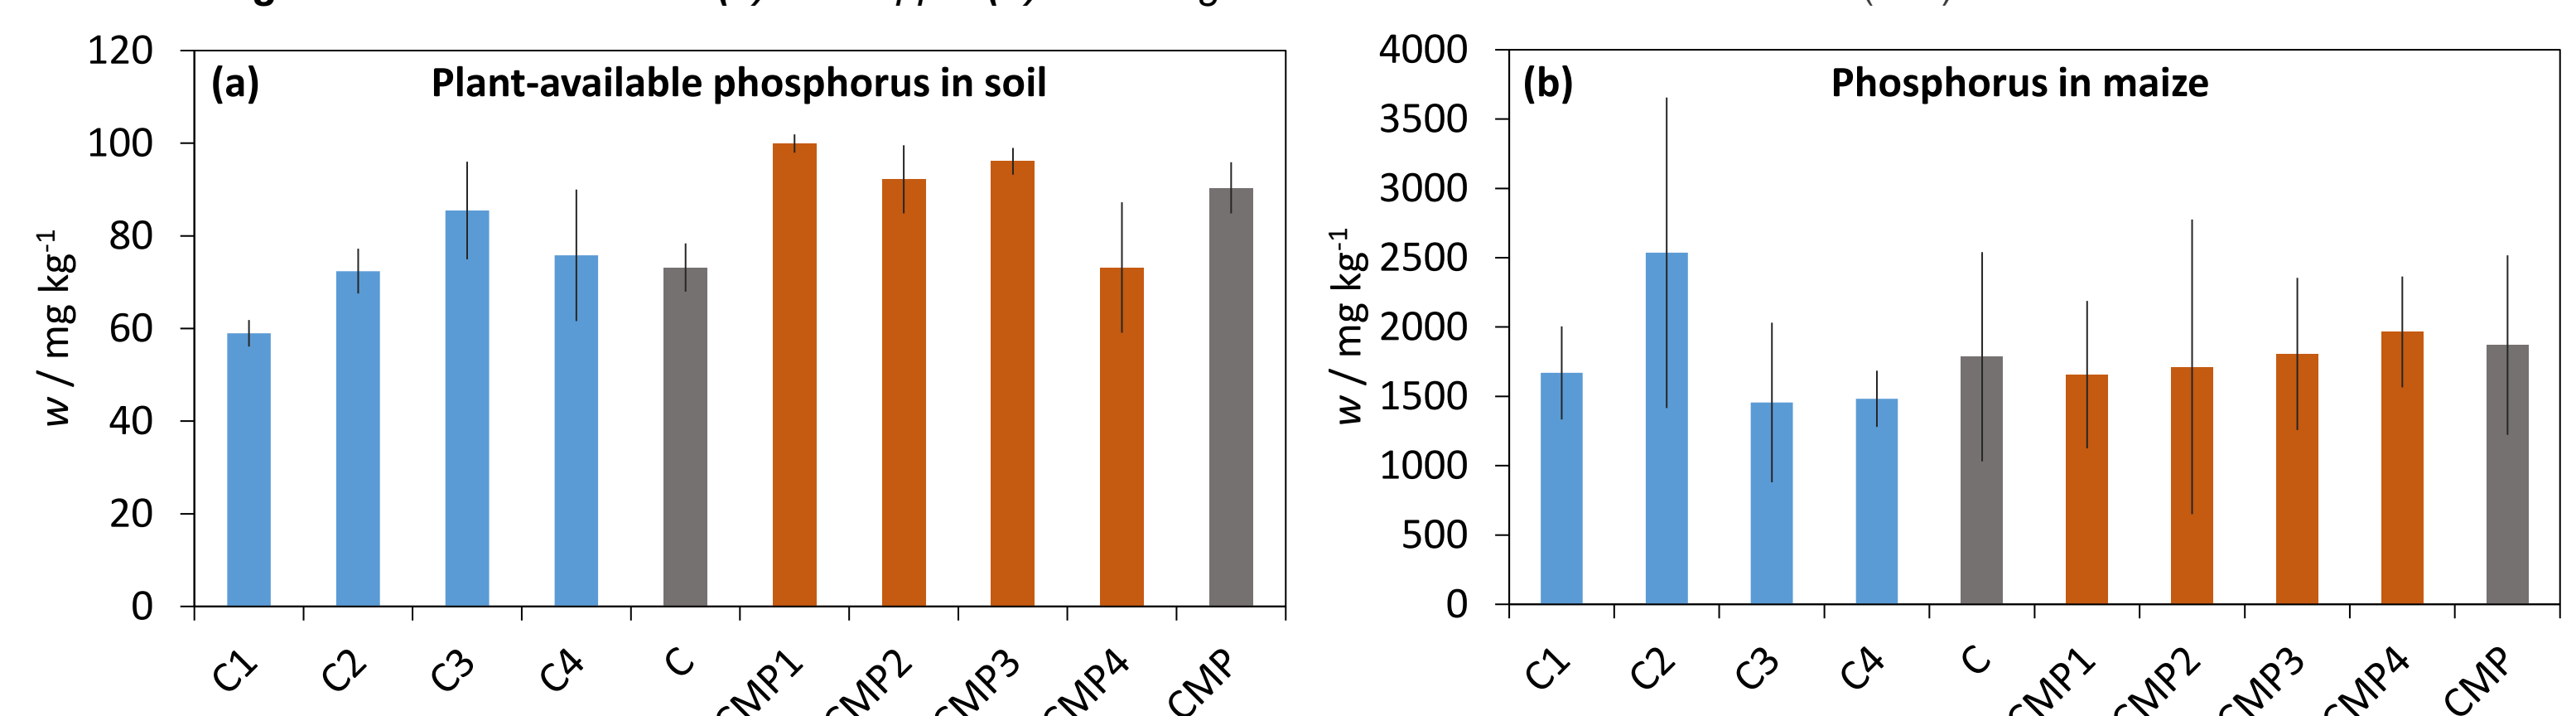 (a) Plant-available phosphorus in soil
w / mg kg-1
120
100
80
60
40
20
0
C1 C2 C3 C4 C CMP1 CMP2 CMP3 CMP4 CMP
(b) Phosphorus in maize
w / mg kg-1
4000
3500
3000
2500
2000
1500
1000
500
0
C1 C2 C3 C4 C CMP1 CMP2 CMP3 CMP4 CMP